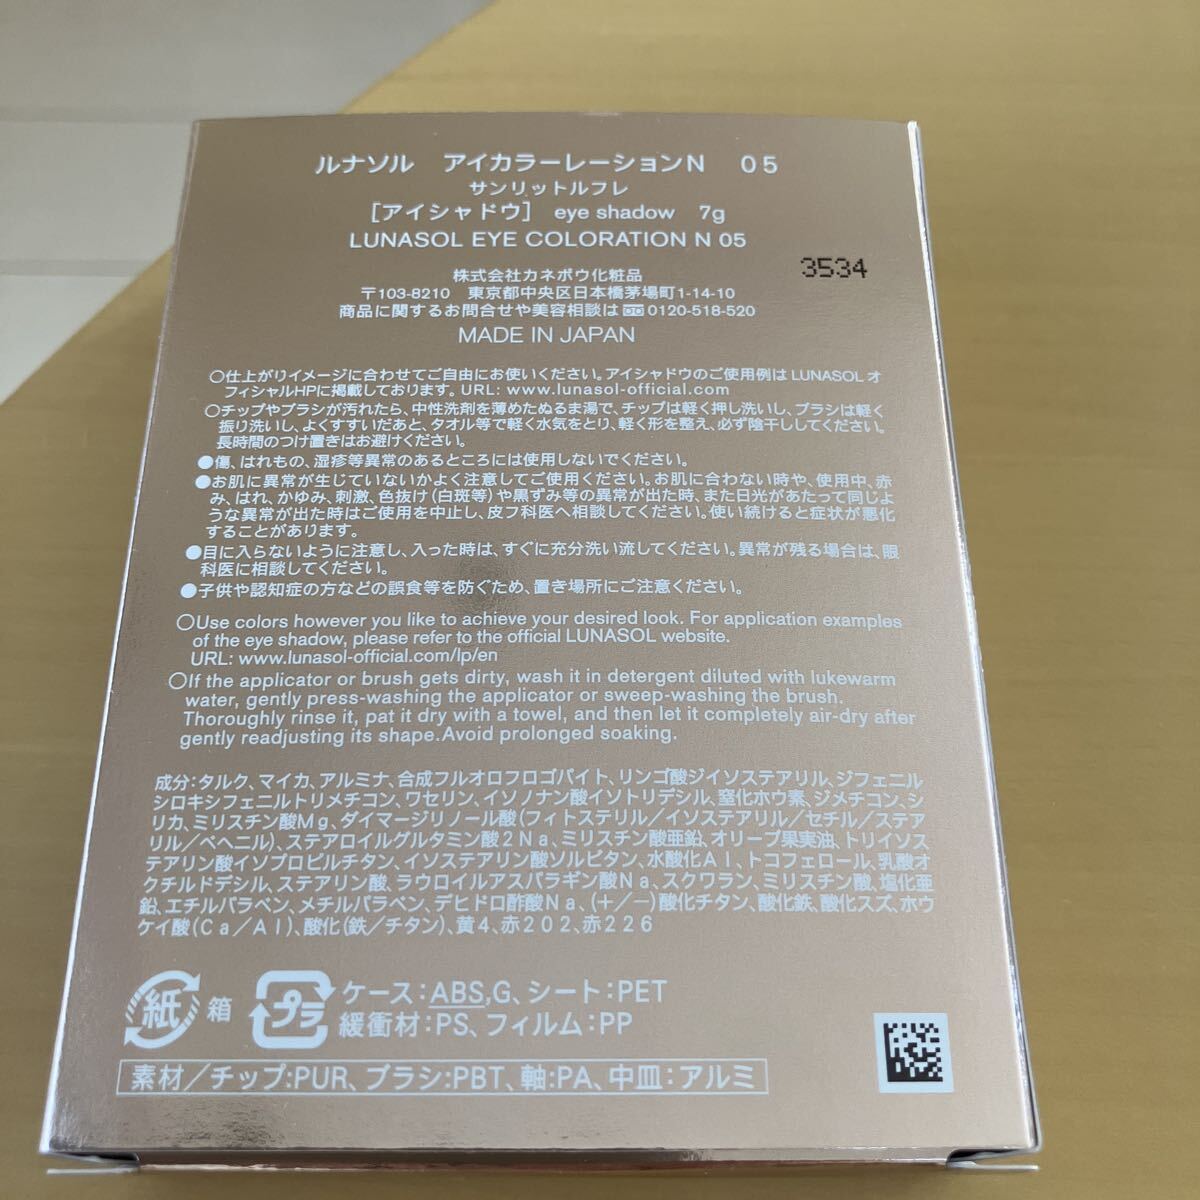 ルナソル アイカラーレーションN 05
サンリットルフレ
[アイシャドウ] eye shadow 7g
LUNASOL EYE COLORATION N 05
3534
株式会社カネボウ化粧品
〒103-8210 東京都中央区日本橋茅場町1-14-10
商品に関するお問合せや美容相談は 0120-518-520
MADE IN JAPAN
○仕上がりイメージに合わせてご自由にお使いください。アイシャドウのご使用例は LUNASOL オ
フィシャルHPに掲載しております。URL: www.lunasol-official.com
○チップやブラシが汚れたら、中性洗剤を薄めたぬるま湯で、チップは軽く押し洗いし、ブラシは軽く
振り洗いし、よくすすいだあと、タオル等で軽く水気をとり、軽く形を整え、必ず陰干ししてください。
長時間のつけ置きはお避けください。
●傷、はれもの、湿疹等異常のあるところには使用しないでください。
●お肌に異常が生じていないかよく注意してご使用ください。お肌に合わない時や、使用中、赤
み、はれ、かゆみ、刺激、色抜け(白斑等)や黒ずみ等の異常が出た時、また日光があたって同じよ
うな異常が出た時はご使用を中止し、皮フ科医へ相談してください。使い続けると症状が悪化
することがあります。
●目に入らないように注意し、入った時は、すぐに充分洗い流してください。異常が残る場合は、眼
科医に相談してください。
●子供や認知症の方などの誤食等を防ぐため、置き場所にご注意ください。
○Use colors however you like to achieve your desired look. For application examples
of the eye shadow, please refer to the official LUNASOL website.
URL: www.lunasol-official.com/lp/en
○If the applicator or brush gets dirty, wash it in detergent diluted with lukewarm
water, gently press-washing the applicator or sweep-washing the brush.
Thoroughly rinse it, pat it dry with a towel, and then let it completely air-dry after
gently readjusting its shape.Avoid prolonged soaking.
成分:タルク、マイカ、アルミナ、合成フルオロフロゴパイト、リンゴ酸ジイソステアリル、ジフェニル
シロキシフェニルトリメチコン、ワセリン、イソノナン酸イソトリデシル、窒化ホウ素、ジメチコン、シ
リカ、ミリスチン酸Mg、ダイマージリノール酸(フィトステリル/イソステアリル/セチル/ステア
リル/ベヘニル)、ステアロイルグルタミン酸2Na、ミリスチン酸亜鉛、オリーブ果実油、トリイソス
テアリン酸イソプロピルチタン、イソステアリン酸ソルビタン、水酸化Al、トコフェロール、乳酸オ
クチルドデシル、ステアリン酸、ラウロイルアスパラギン酸Na、スクワラン、ミリスチン酸、塩化亜
鉛、エチルパラベン、メチルパラベン、デヒドロ酢酸Na、(+/-)酸化チタン、酸化鉄、酸化スズ、ホウ
ケイ酸(Ca/Al)、酸化(鉄/チタン)、黄4、赤202、赤226
紙 箱 プラ ケース:ABS,G、シート:PET
緩衝材:PS、フィルム:PP
素材/チップ:PUR、ブラシ:PBT、軸:PA、中皿:アルミ